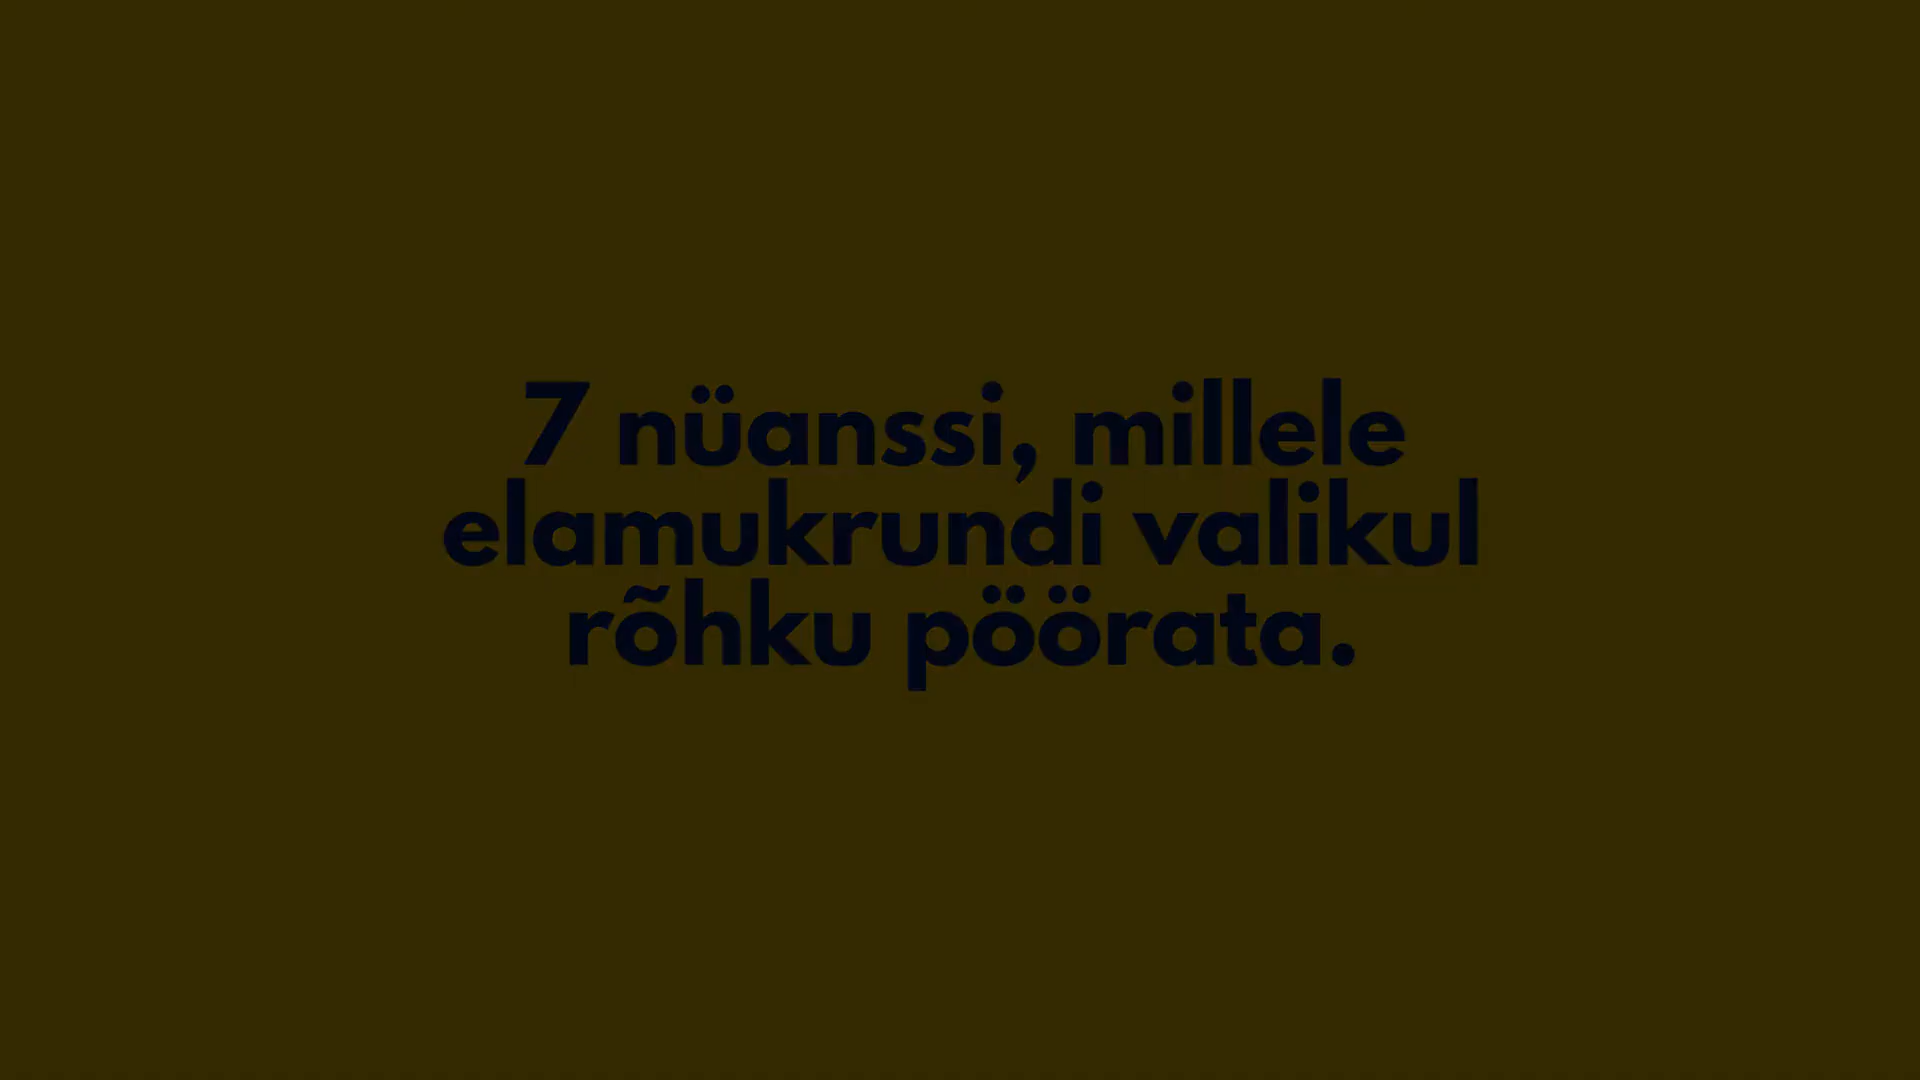 7 nüanssi, millele
elamukrundi valikul
rõhku pöörata.